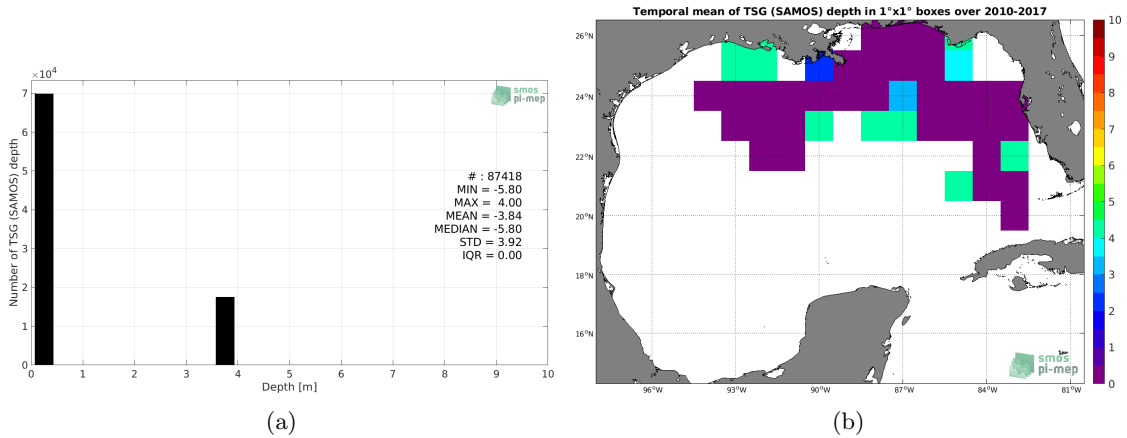 ×10⁴
7
6
5
4
3
2
1
0
Number of TSG (SAMOS) depth
smos
pi-mep
# : 87418
MIN = -5.80
MAX = 4.00
MEAN = -3.84
MEDIAN = -5.80
STD = 3.92
IQR = 0.00
0 1 2 3 4 5 6 7 8 9 10
Depth [m]
(a)
Temporal mean of TSG (SAMOS) depth in 1°x1° boxes over 2010-2017
26°N
24°N
22°N
20°N
18°N
16°N
96°W 93°W 90°W 87°W 84°W 81°W
smos
pi-mep
10
9
8
7
6
5
4
3
2
1
0
(b)